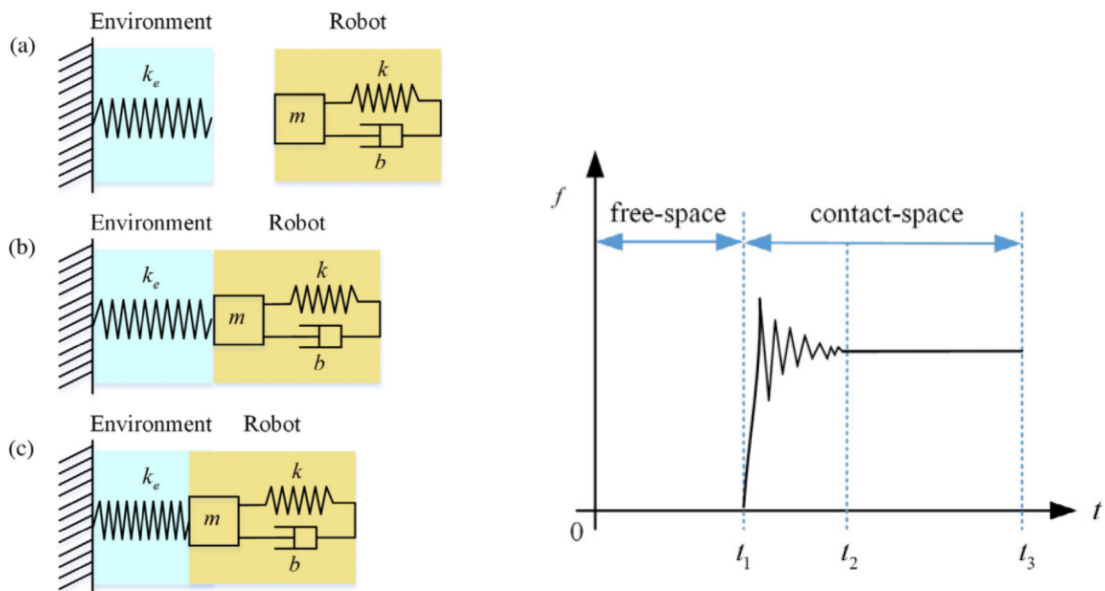 (a)
Environment Robot
k_e
k
m
b
(b)
Environment Robot
k_e
k
m
b
(c)
Environment Robot
k_e
k
m
b
f
free-space contact-space
0
t_1 t_2 t_3 t